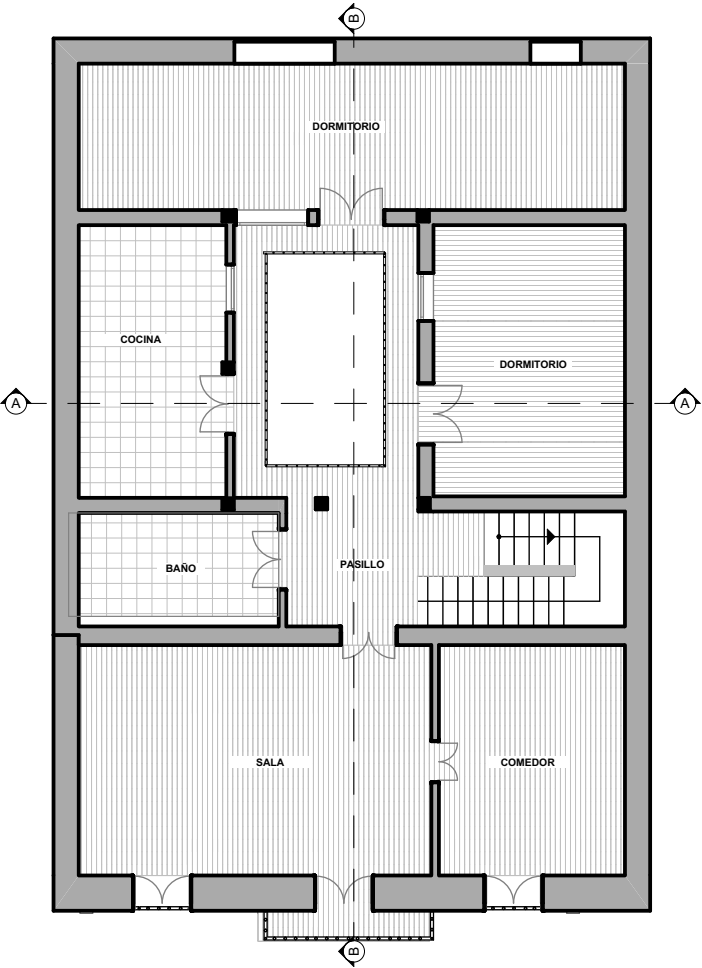 B
DORMITORIO
COCINA
DORMITORIO
A
A
BAÑO
PASILLO
SALA
COMEDOR
B